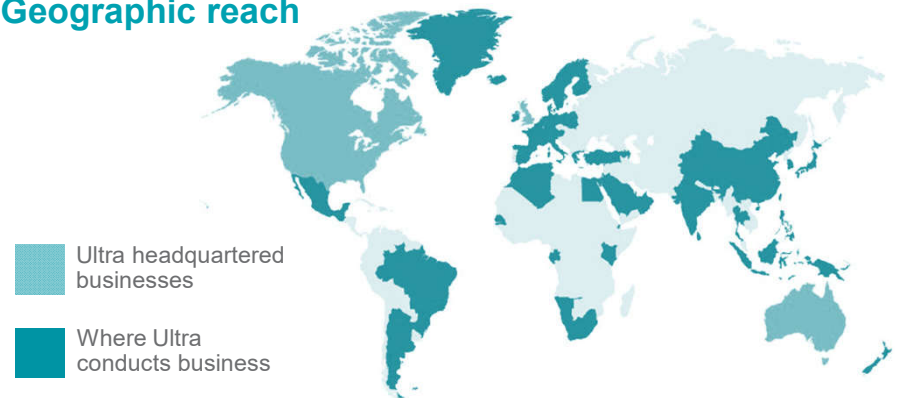 Geographic reach
Ultra headquartered
businesses
Where Ultra
conducts business